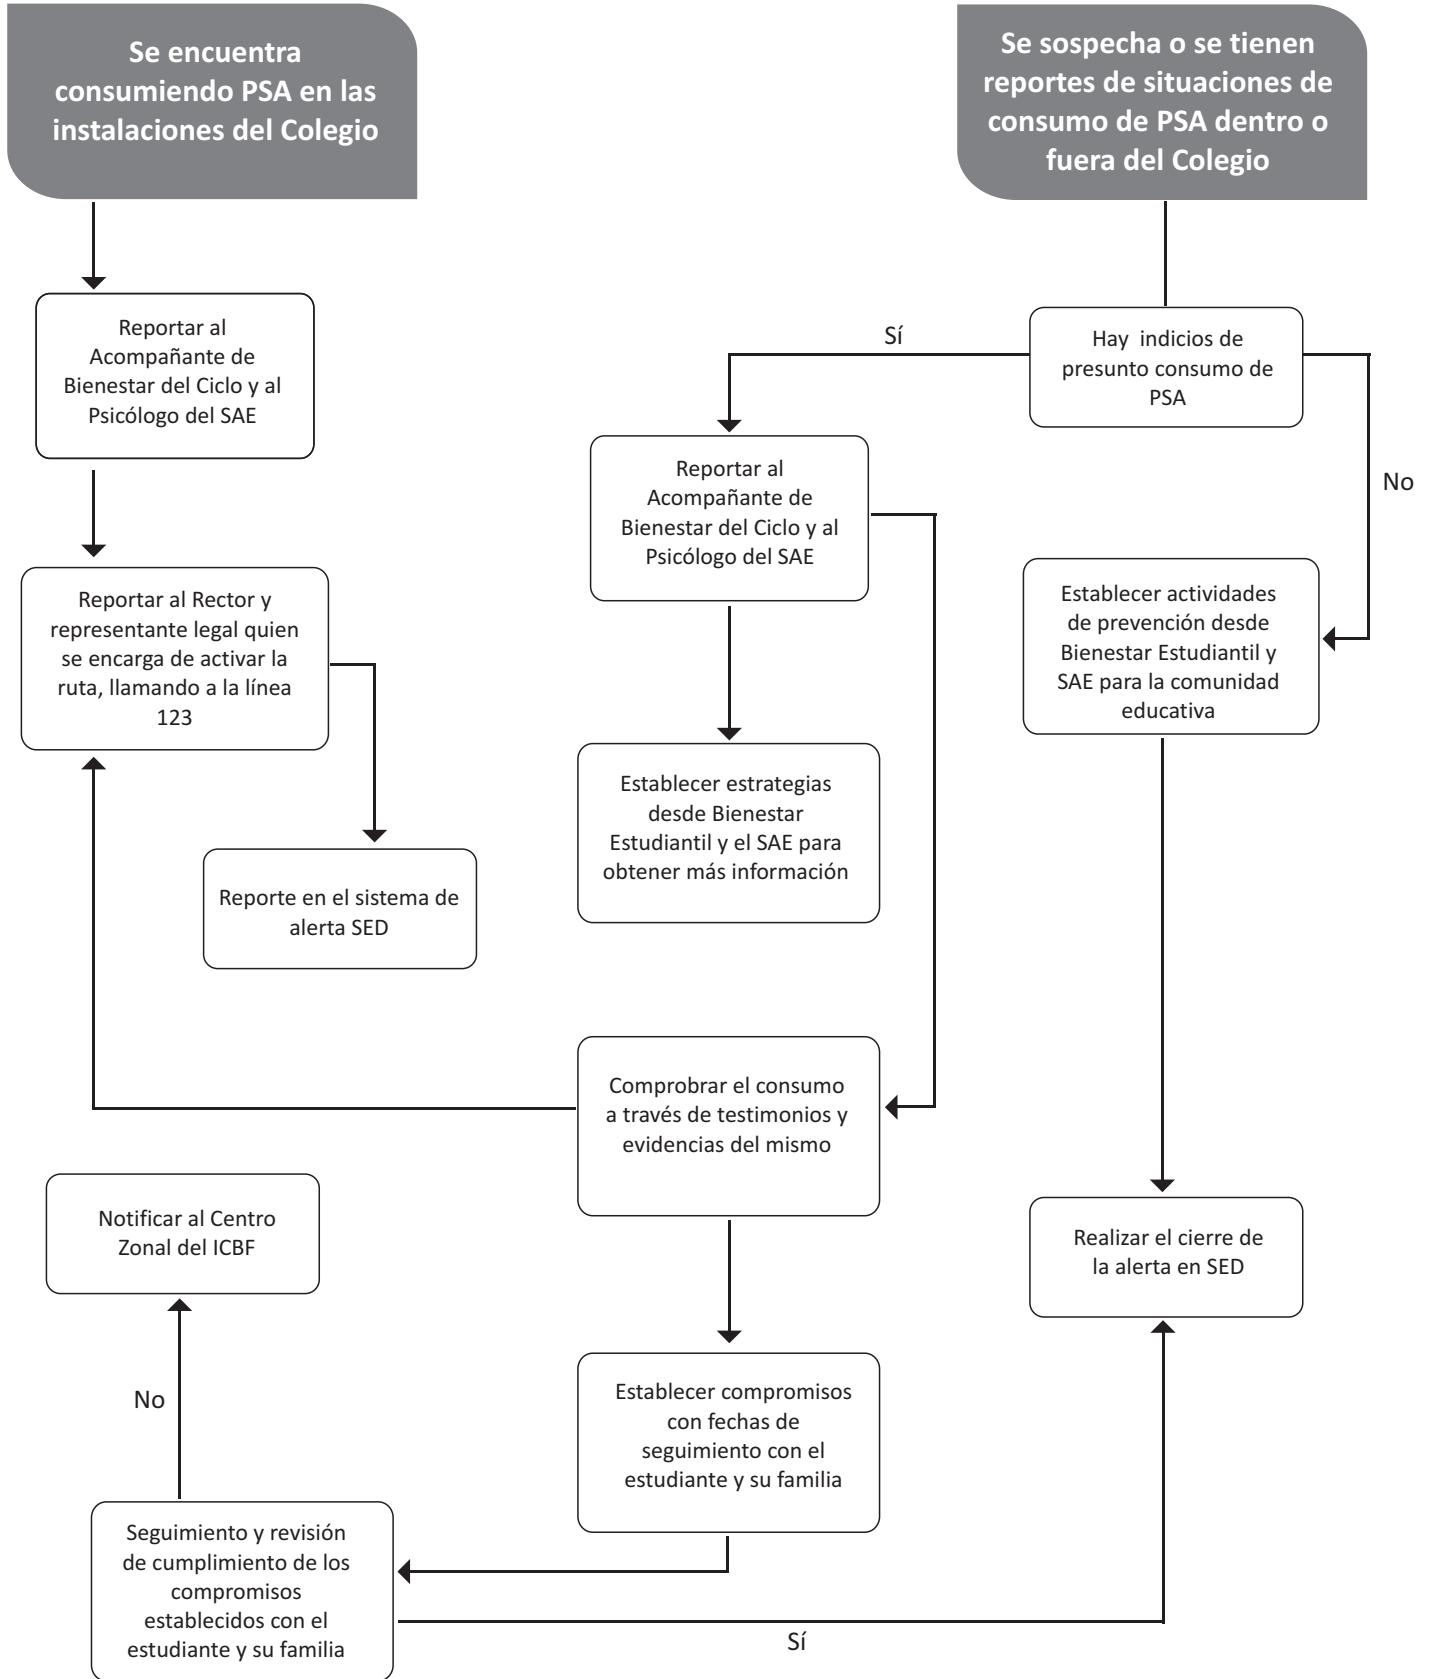 Se encuentra
consumiendo PSA en las
instalaciones del Colegio
Se sospecha o se tienen
reportes de situaciones de
consumo de PSA dentro o
fuera del Colegio
Reportar al
Acompañante de
Bienestar del Ciclo y al
Psicólogo del SAE
Sí
Hay indicios de
presunto consumo de
PSA
No
Reportar al
Acompañante de
Bienestar del Ciclo y al
Psicólogo del SAE
Reportar al Rector y
representante legal quien
se encarga de activar la
ruta, llamando a la línea
123
Establecer actividades
de prevención desde
Bienestar Estudiantil y
SAE para la comunidad
educativa
Establecer estrategias
desde Bienestar
Estudiantil y el SAE para
obtener más información
Reporte en el sistema de
alerta SED
Comprobrar el consumo
a través de testimonios y
evidencias del mismo
Notificar al Centro
Zonal del ICBF
Realizar el cierre de
la alerta en SED
No
Establecer compromisos
con fechas de
seguimiento con el
estudiante y su familia
Seguimiento y revisión
de cumplimiento de los
compromisos
establecidos con el
estudiante y su familia
Sí